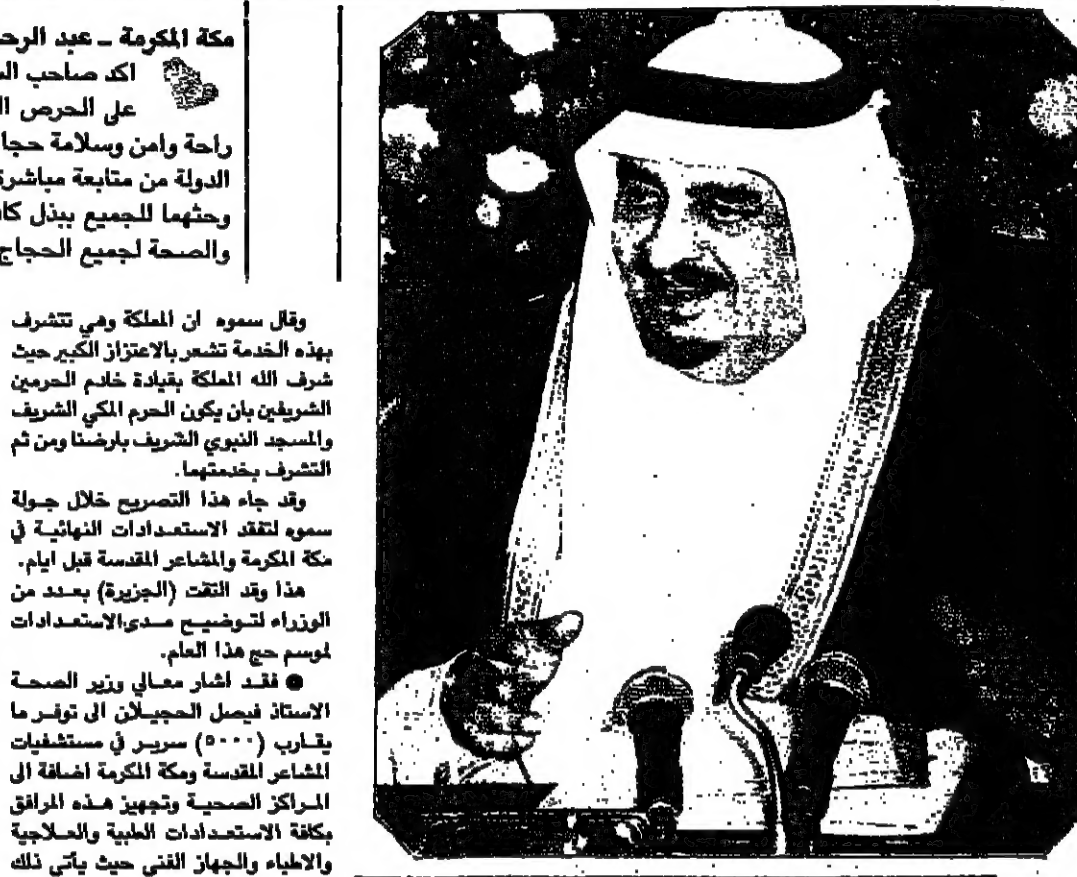 مكة المكرمة - عبد الرحـ
اكد صاحب السـ
على الحرص الـ
راحة وامن وسلامة حجا
الدولة من متابعة مباشرة
وحثهما للجميع ببذل كا
والصحة لجميع الحجاج
وقال سموه ان المملكة وهي تتشرف
بهذه الخدمة تشعر بالاعتزاز الكبير حيث
شرف الله المملكة بقيادة خادم الحرمين
الشريفين بان يكون الحرم المكي الشريف
والمسجد النبوي الشريف بارضنا ومن ثم
التشرف بخدمتهما.
وقد جاء هذا التصريح خلال جولة
سموه لتفقد الاستعدادات النهائية في
مكة المكرمة والمشاعر المقدسة قبل ايام.
هذا وقد التقت (الجزيرة) بعدد من
الوزراء لتوضيح مدى الاستعدادات
لموسم حج هذا العام.
● فقد اشار معالي وزير الصحة
الاستاذ فيصل الحجيلان الى توفر ما
يقارب (٥٠٠٠) سرير في مستشفيات
المشاعر المقدسة ومكة المكرمة اضافة الى
المراكز الصحية وتجهيز هذه المرافق
بكافة الاستعدادات الطبية والعلاجية
والاطباء والجهاز الفني حيث يأتي ذلك